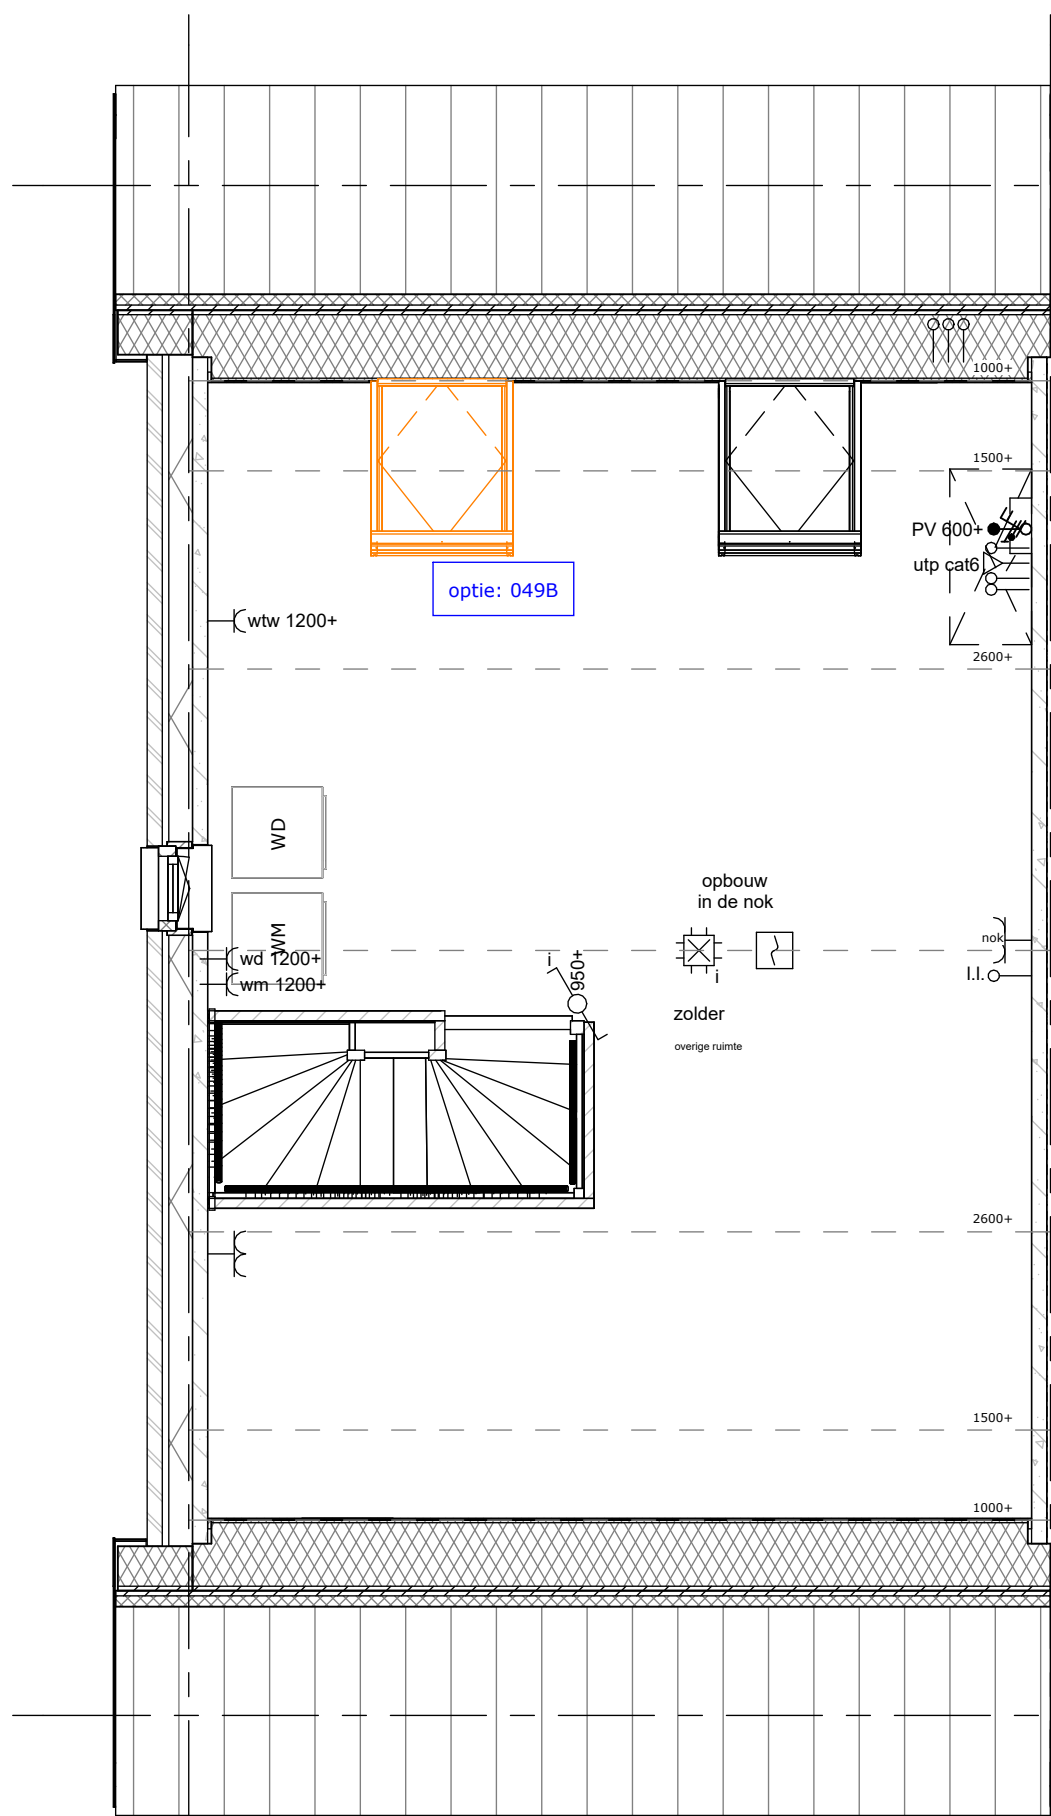 1000+
1500+
PV 600+
utp cat6
optie: 049B
wtw 1200+
2600+
WD
opbouw
in de nok
WM
nok
wd 1200+
i
950+
i
l.l.
wm 1200+
zolder
overige ruimte
2600+
1500+
1000+